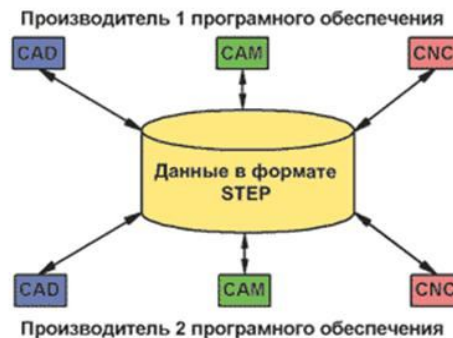 Производитель 1 програмного обеспечения
CAD CAM CNC
Данные в формате
STEP
CAD CAM CNC
Производитель 2 програмного обеспечения